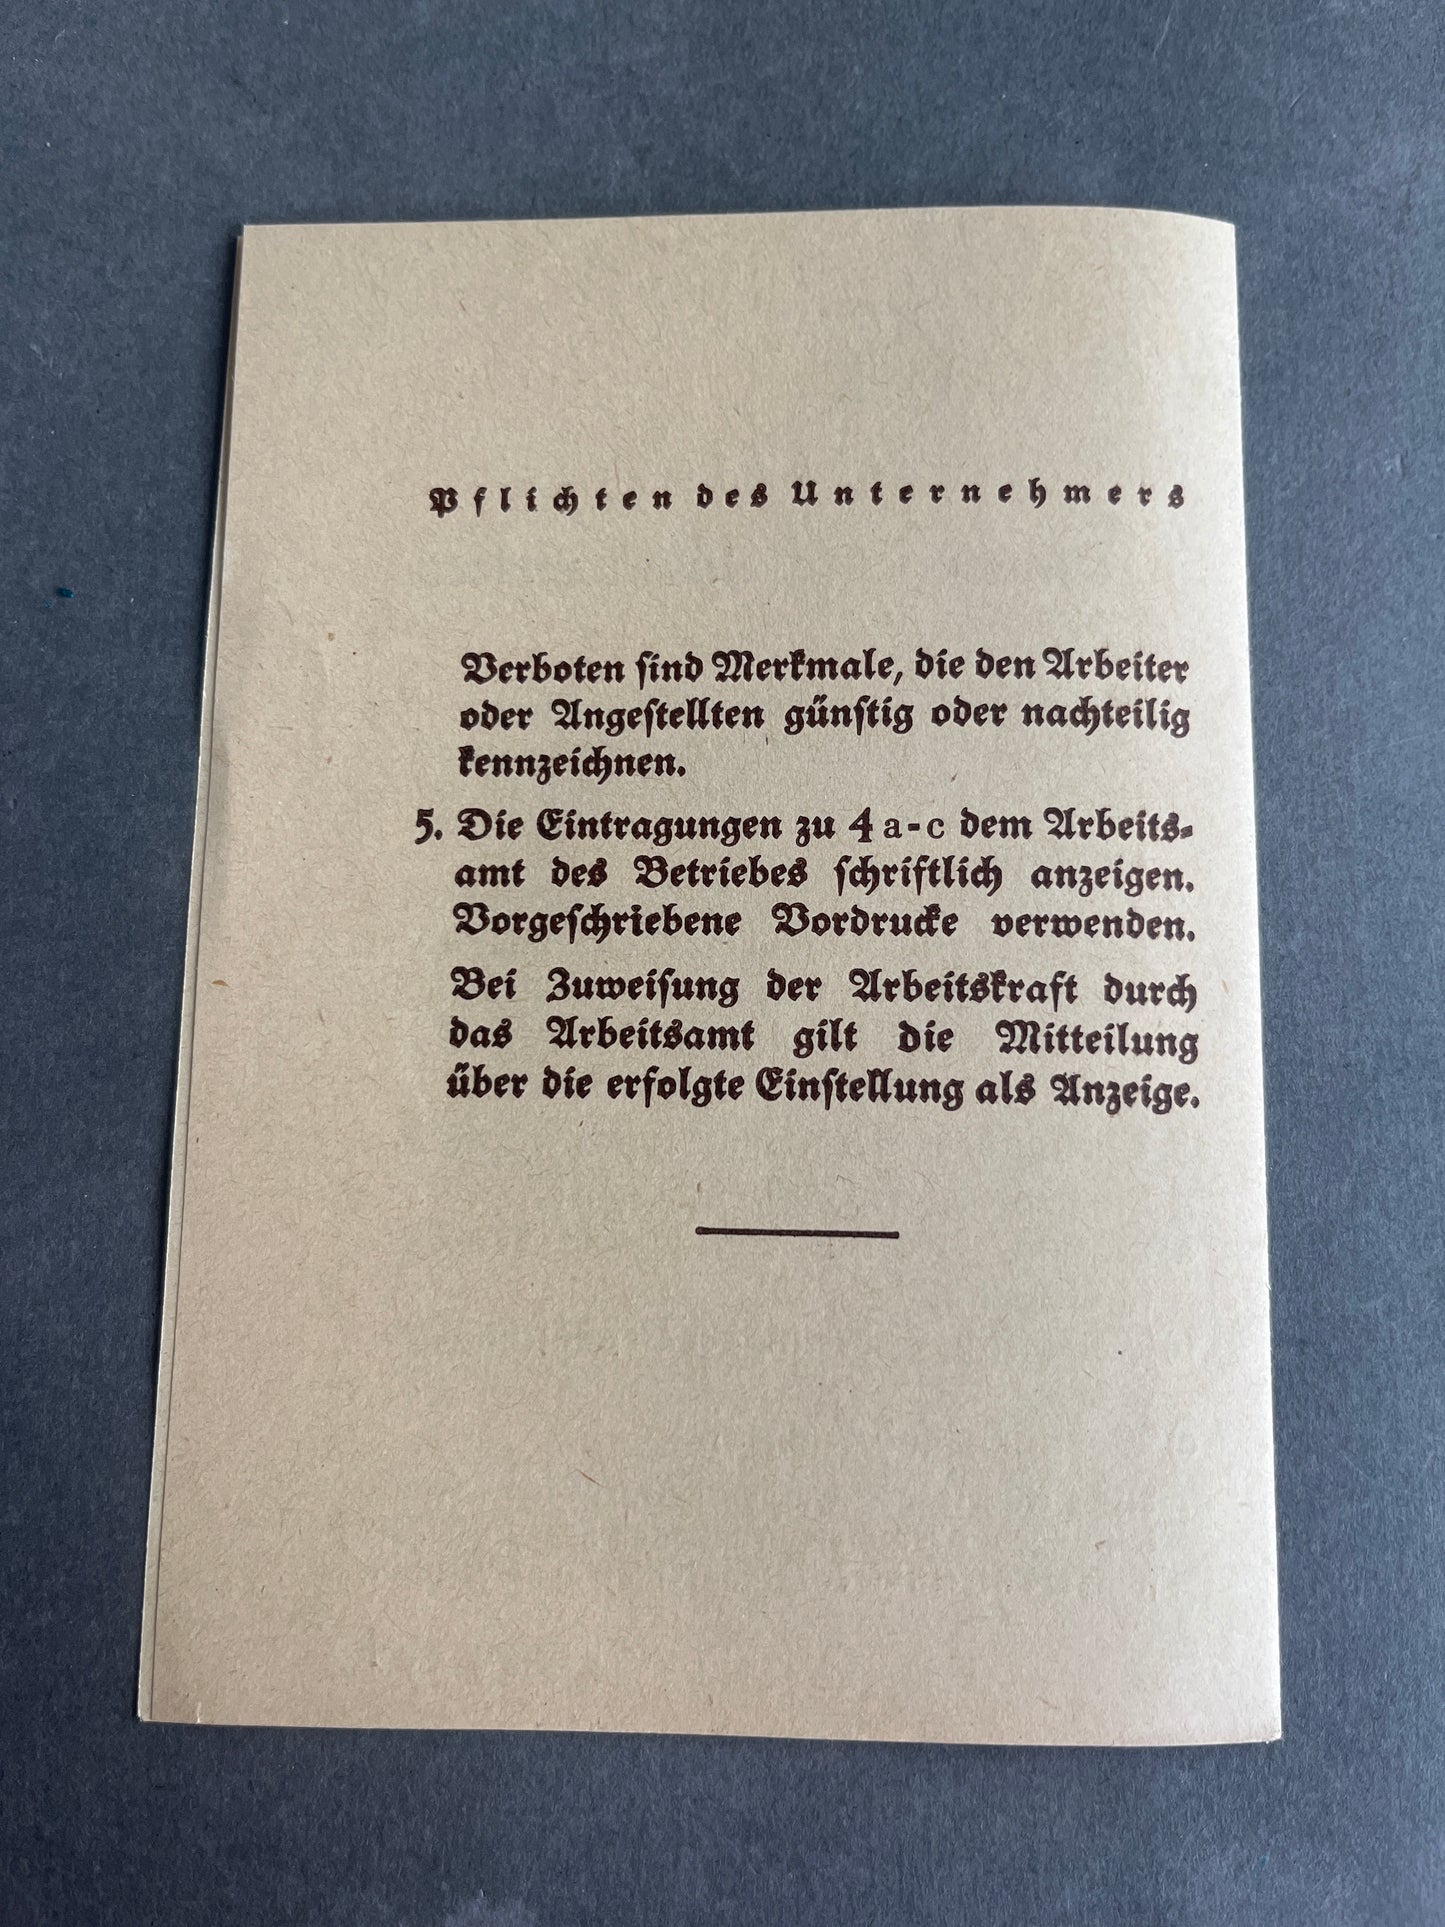 Pflichten des Unternehmers
Verboten sind Merkmale, die den Arbeiter
oder Angestellten günstig oder nachteilig
kennzeichnen.
5. Die Eintragungen zu 4 a-c dem Arbeits-
amt des Betriebes schriftlich anzeigen.
Vorgeschriebene Vordrucke verwenden.
Bei Zuweisung der Arbeitskraft durch
das Arbeitsamt gilt die Mitteilung
über die erfolgte Einstellung als Anzeige.